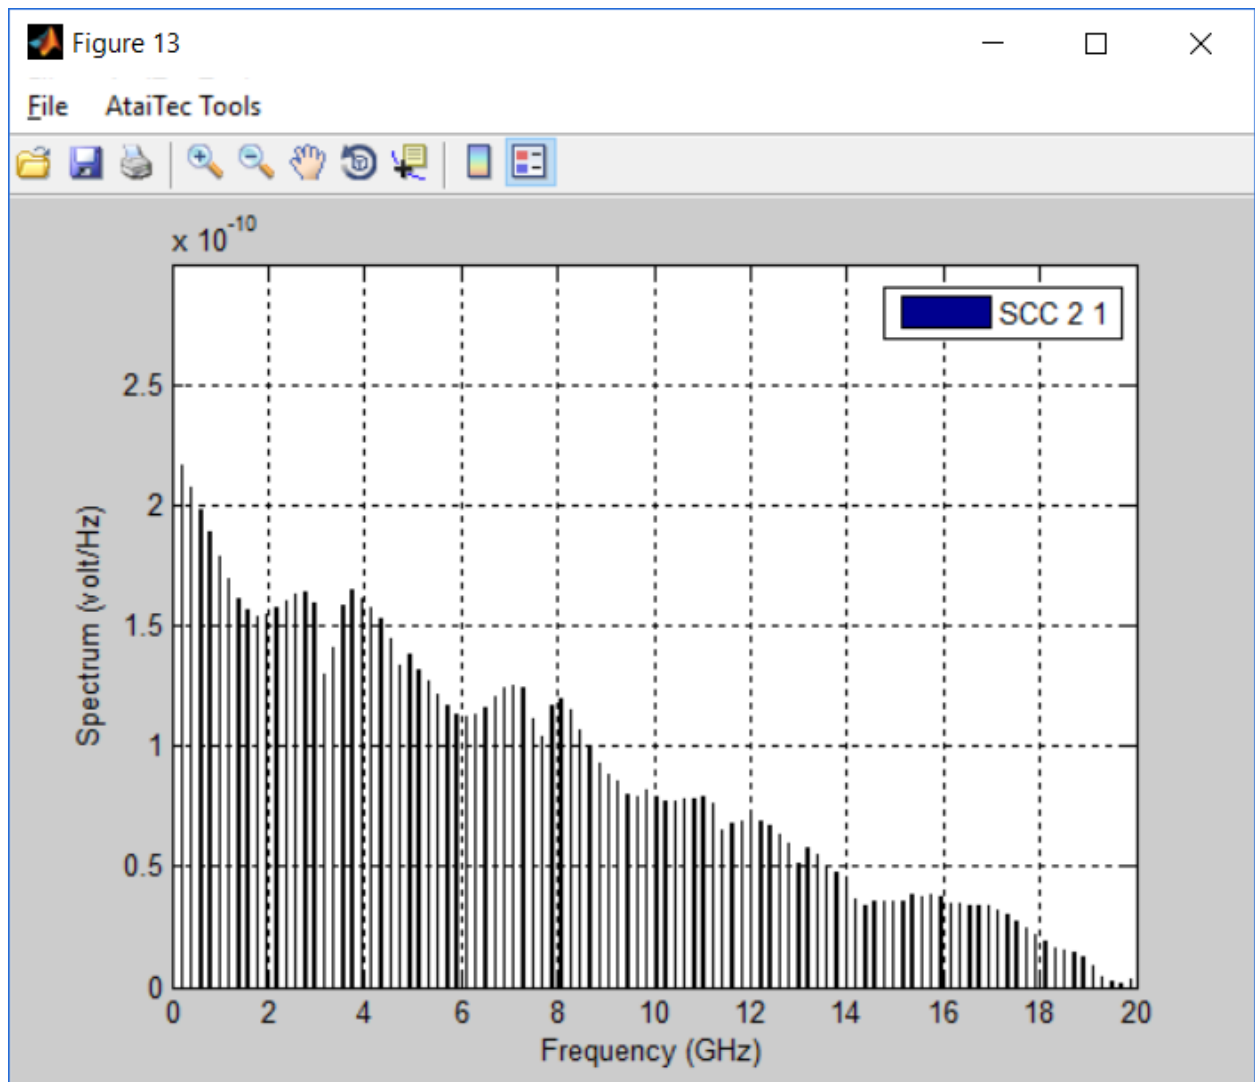 Figure 13
File AtaiTec Tools
x 10^-10
SCC 2 1
2.5
2
1.5
1
0.5
0
Spectrum (volt/Hz)
0 2 4 6 8 10 12 14 16 18 20
Frequency (GHz)